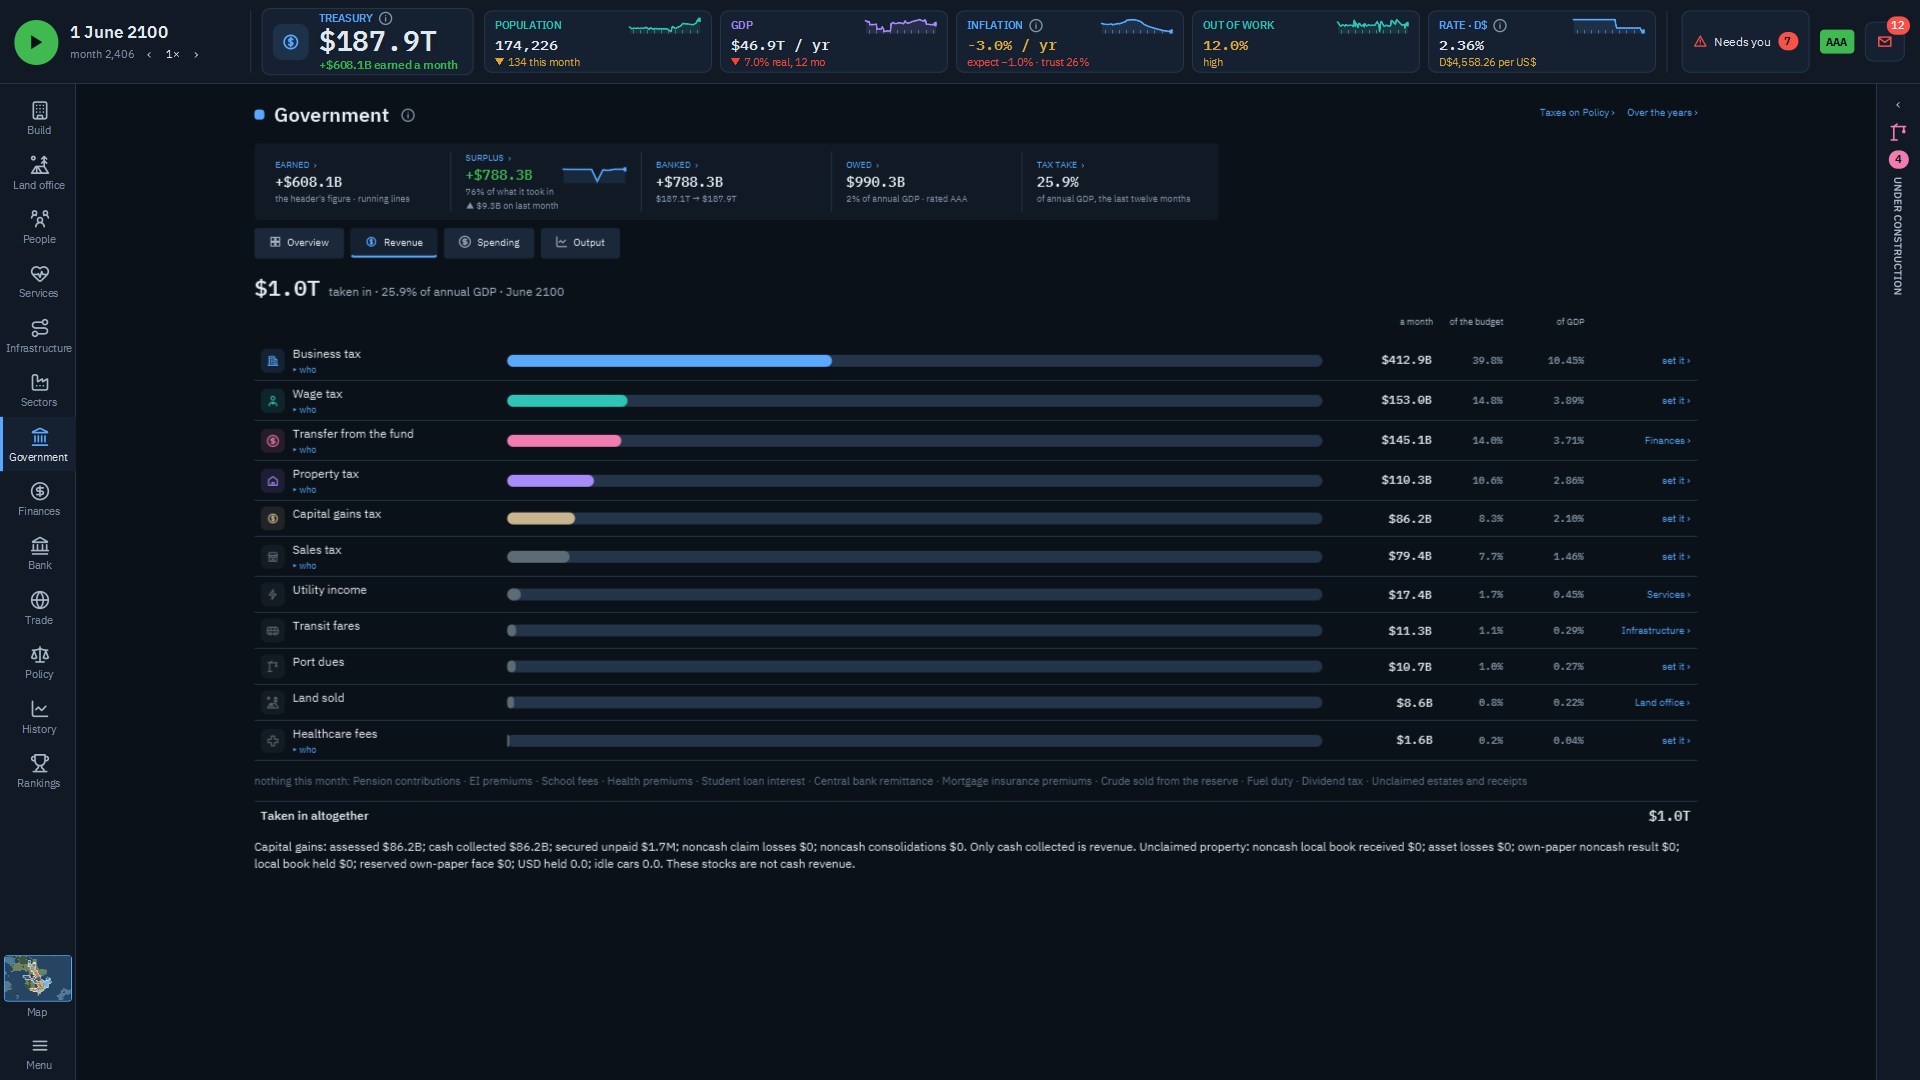 1 June 2100
month 2,406 ‹ 1× ›
TREASURY
$187.9T
+$608.1B earned a month
POPULATION
174,226
▼ 134 this month
GDP
$46.9T / yr
▼ 7.0% real, 12 mo
INFLATION
-3.0% / yr
expect −1.0% · trust 26%
OUT OF WORK
12.0%
high
RATE · D$
2.36%
D$4,558.26 per US$
Needs you 7
AAA
12
Build
Land office
People
Services
Infrastructure
Sectors
Government
Finances
Bank
Trade
Policy
History
Rankings
Map
Menu
Government
Taxes on Policy › Over the years ›
EARNED ›
+$608.1B
the header's figure · running lines
SURPLUS ›
+$788.3B
76% of what it took in
▲ $9.3B on last month
BANKED ›
+$788.3B
$187.1T → $187.9T
OWED ›
$990.3B
2% of annual GDP · rated AAA
TAX TAKE ›
25.9%
of annual GDP, the last twelve months
Overview Revenue Spending Output
$1.0T taken in · 25.9% of annual GDP · June 2100
a month of the budget of GDP
Business tax $412.9B 39.8% 10.45% set it ›
▸ who
Wage tax $153.0B 14.8% 3.89% set it ›
▸ who
Transfer from the fund $145.1B 14.0% 3.71% Finances ›
▸ who
Property tax $110.3B 10.6% 2.86% set it ›
▸ who
Capital gains tax $86.2B 8.3% 2.10% set it ›
Sales tax $79.4B 7.7% 1.46% set it ›
▸ who
Utility income $17.4B 1.7% 0.45% Services ›
Transit fares $11.3B 1.1% 0.29% Infrastructure ›
Port dues $10.7B 1.0% 0.27% set it ›
Land sold $8.6B 0.8% 0.22% Land office ›
Healthcare fees $1.6B 0.2% 0.04% set it ›
▸ who
nothing this month: Pension contributions · EI premiums · School fees · Health premiums · Student loan interest · Central bank remittance · Mortgage insurance premiums · Crude sold from the reserve · Fuel duty · Dividend tax · Unclaimed estates and receipts
Taken in altogether $1.0T
Capital gains: assessed $86.2B; cash collected $86.2B; secured unpaid $1.7M; noncash claim losses $0; noncash consolidations $0. Only cash collected is revenue. Unclaimed property: noncash local book received $0; asset losses $0; own-paper noncash result $0;
local book held $0; reserved own-paper face $0; USD held 0.0; idle cars 0.0. These stocks are not cash revenue.
‹
4
UNDER CONSTRUCTION